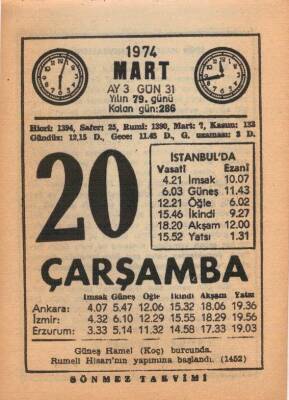 1974
MART
AY 3 GÜN 31
Yılın 79. günü
Kalan gün:286
Hicri: 1394, Safer: 25, Rumi: 1390, Mart: 7, Kasım: 133
Gündüz: 12.15 D., Gece: 11.45 D., G. uzaması: 3 D.
20
İSTANBUL'DA
Vasatî Ezanî
4.21 İmsak 10.07
6.03 Güneş 11.43
12.21 Öğle 6.02
15.46 İkindi 9.27
18.20 Akşam 12.00
15.52 Yatsı 1.31
ÇARŞAMBA
İmsak Güneş Öğle İkindi Akşam Yatsı
Ankara: 4.07 5.47 12.06 15.32 18.06 19.36
İzmir: 4.32 6.10 12.29 15.55 18.29 19.56
Erzurum: 3.33 5.14 11.32 14.58 17.33 19.03
Güneş Hamel (Koç) burcunda.
Rumeli Hisarı'nın yapımına başlandı. (1452)
SÖNMEZ TAKVİMİ